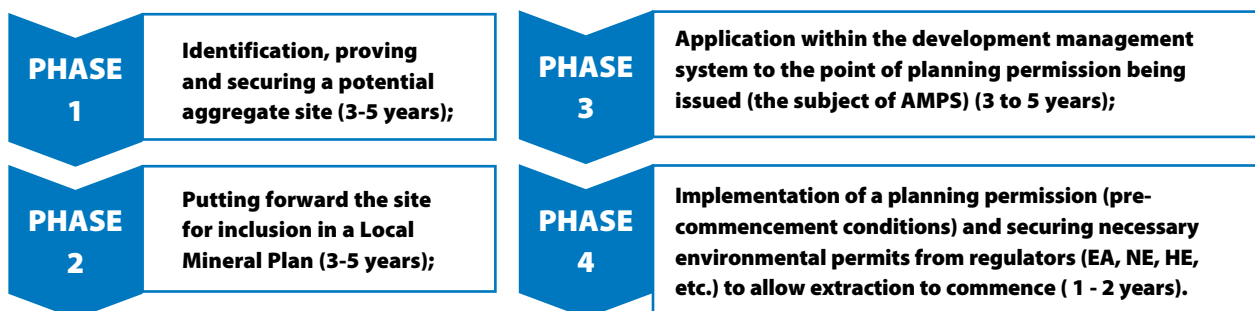 PHASE
1
Identification, proving
and securing a potential
aggregate site (3-5 years);
PHASE
2
Putting forward the site
for inclusion in a Local
Mineral Plan (3-5 years);
PHASE
3
Application within the development management
system to the point of planning permission being
issued (the subject of AMPS) (3 to 5 years);
PHASE
4
Implementation of a planning permission (pre-
commencement conditions) and securing necessary
environmental permits from regulators (EA, NE, HE,
etc.) to allow extraction to commence ( 1 - 2 years).